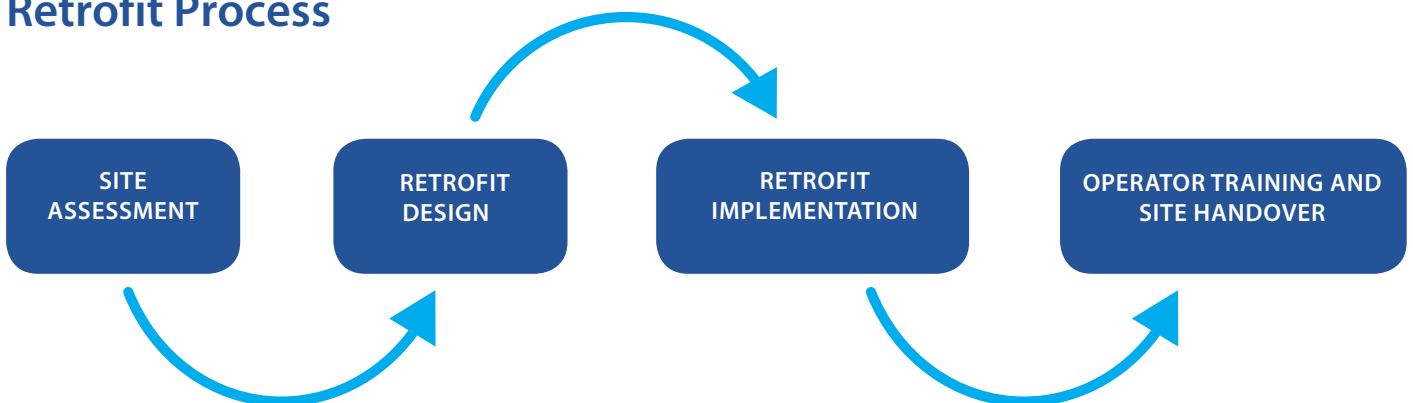 Retrofit Process
SITE
ASSESSMENT
RETROFIT
DESIGN
RETROFIT
IMPLEMENTATION
OPERATOR TRAINING AND
SITE HANDOVER